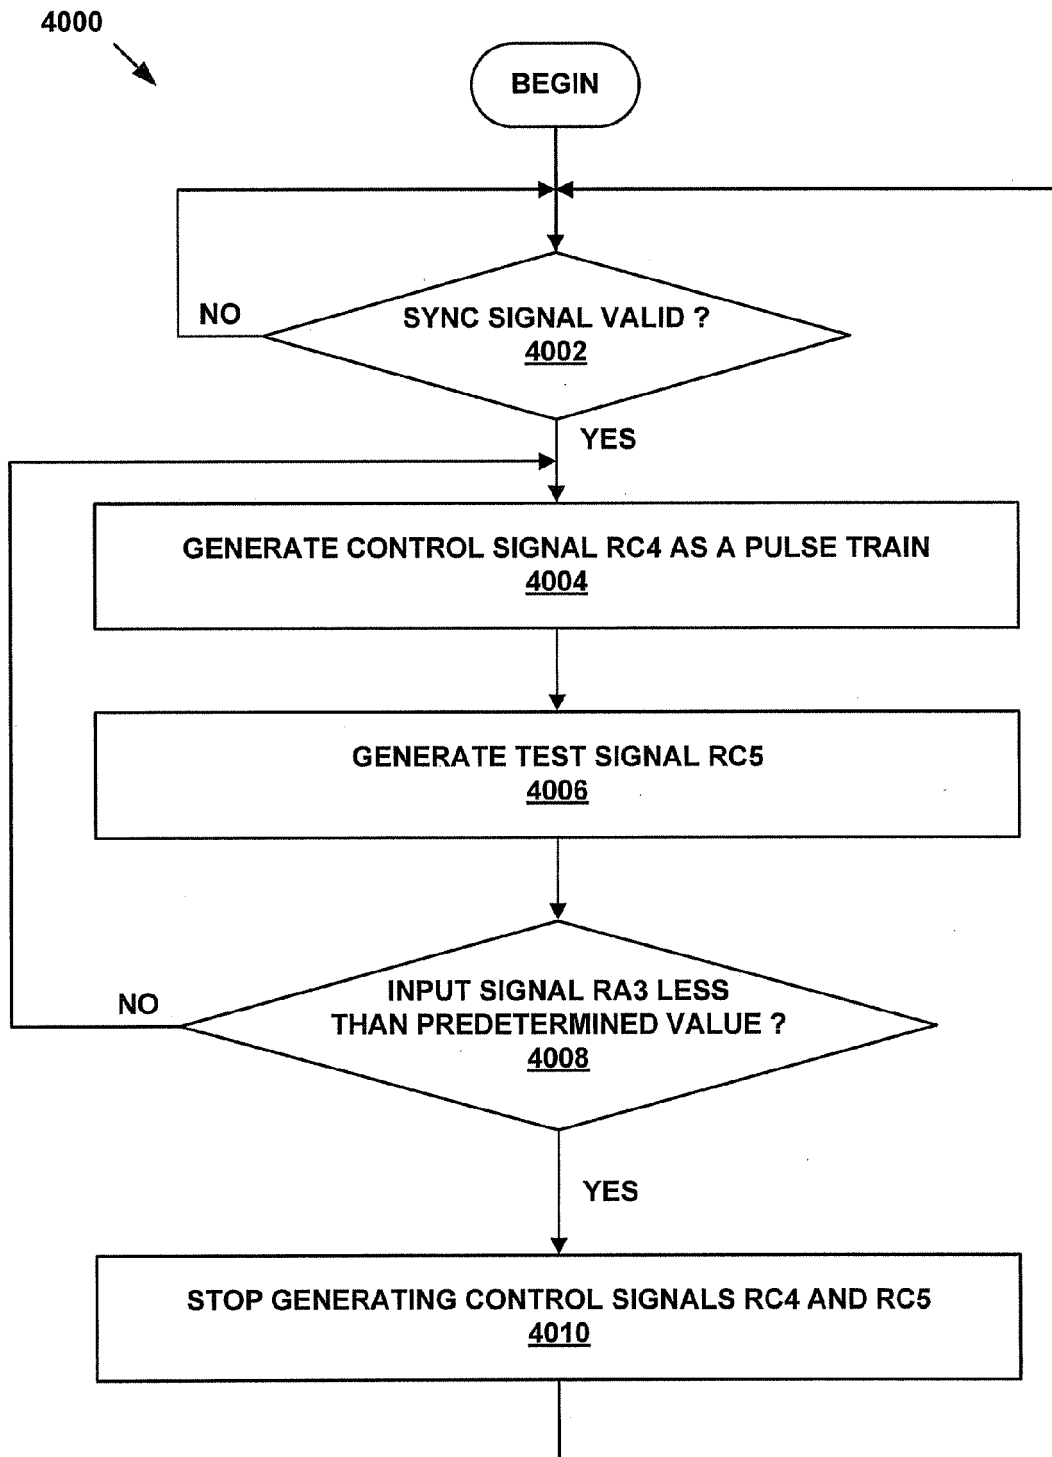 4000
BEGIN
SYNC SIGNAL VALID ?
4002
NO
YES
GENERATE CONTROL SIGNAL RC4 AS A PULSE TRAIN
4004
GENERATE TEST SIGNAL RC5
4006
INPUT SIGNAL RA3 LESS
THAN PREDETERMINED VALUE ?
4008
NO
YES
STOP GENERATING CONTROL SIGNALS RC4 AND RC5
4010